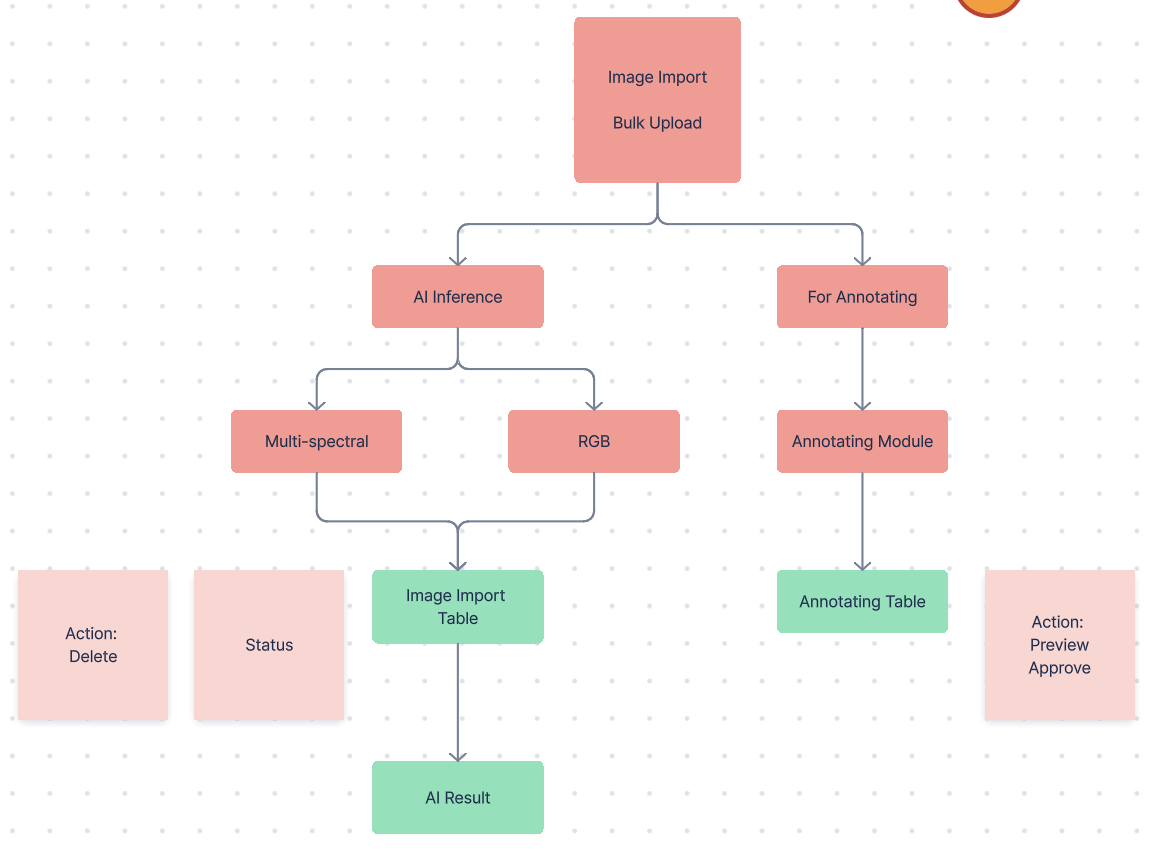 Image Import
Bulk Upload
AI Inference
For Annotating
Multi-spectral
RGB
Annotating Module
Action:
Delete
Status
Image Import
Table
Annotating Table
Action:
Preview
Approve
AI Result